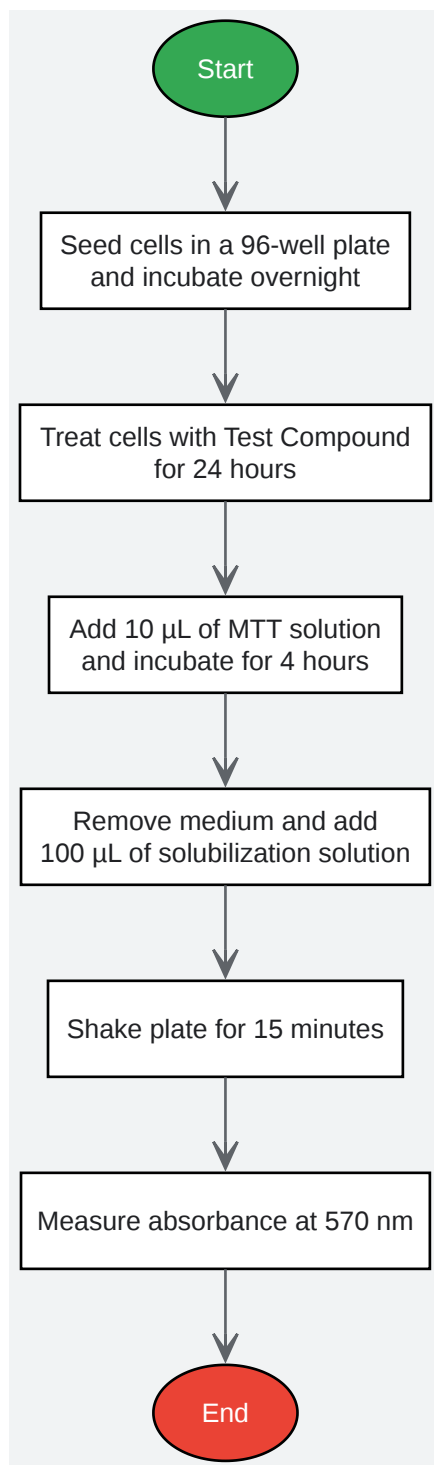 Start
Seed cells in a 96-well plate
and incubate overnight
Treat cells with Test Compound
for 24 hours
Add 10 µL of MTT solution
and incubate for 4 hours
Remove medium and add
100 µL of solubilization solution
Shake plate for 15 minutes
Measure absorbance at 570 nm
End